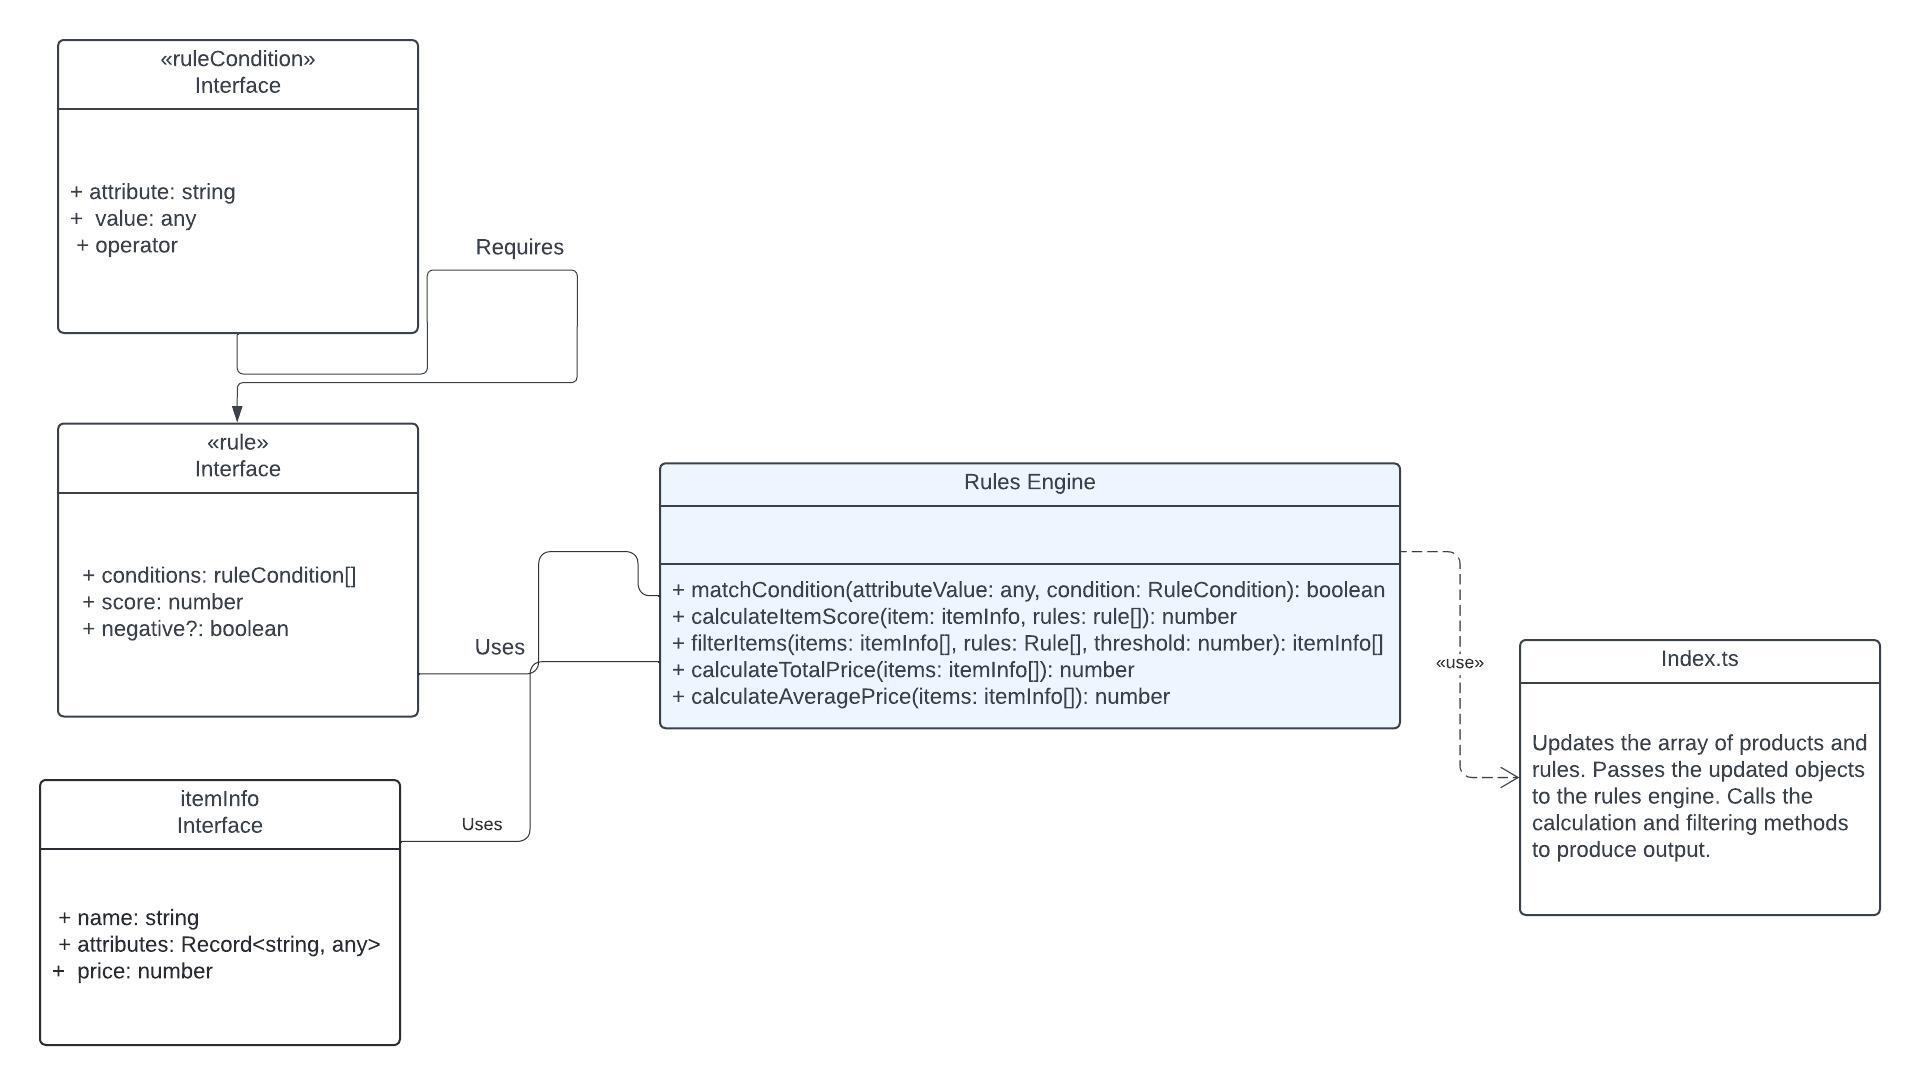 «ruleCondition»
Interface
+ attribute: string
+  value: any
+ operator
Requires
«rule»
Interface
+ conditions: ruleCondition[]
+ score: number
+ negative?: boolean
Uses
itemInfo
Interface
+ name: string
+ attributes: Record<string, any>
+  price: number
Uses
Rules Engine
+ matchCondition(attributeValue: any, condition: RuleCondition): boolean
+ calculateItemScore(item: itemInfo, rules: rule[]): number
+ filterItems(items: itemInfo[], rules: Rule[], threshold: number): itemInfo[]
+ calculateTotalPrice(items: itemInfo[]): number
+ calculateAveragePrice(items: itemInfo[]): number
«use»
Index.ts
Updates the array of products and
rules. Passes the updated objects
to the rules engine. Calls the
calculation and filtering methods
to produce output.